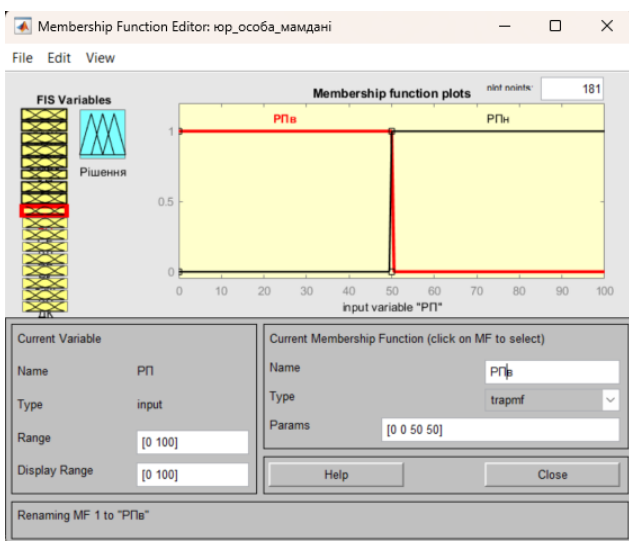 Membership Function Editor: юр_особа_мамдані
File Edit View
FIS Variables
Membership function plots
plot points:
181
Рішення
ДК
РПв
РПн
1
0.5
0
0 10 20 30 40 50 60 70 80 90 100
input variable "РП"
Current Variable
Name РП
Type input
Range [0 100]
Display Range [0 100]
Current Membership Function (click on MF to select)
Name РПв
Type trapmf
Params [0 0 50 50]
Help
Close
Renaming MF 1 to "РПв"